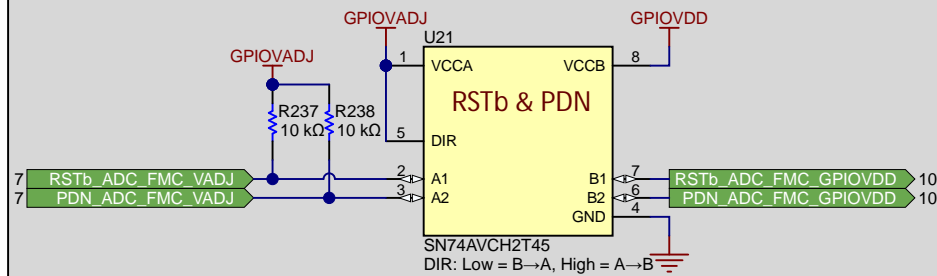 GPIOVADJ
GPIOVDD
U21
GPIOVADJ
1 VCCA VCCB 8
RSTb & PDN
R237 R238
10 kΩ 10 kΩ
5 DIR
7 RSTb_ADC_FMC_VADJ 2 A1 B1 7 RSTb_ADC_FMC_GPIOVDD 10
7 PDN_ADC_FMC_VADJ 3 A2 B2 6 PDN_ADC_FMC_GPIOVDD 10
GND 4
SN74AVCH2T45
DIR: Low = B→A, High = A→B